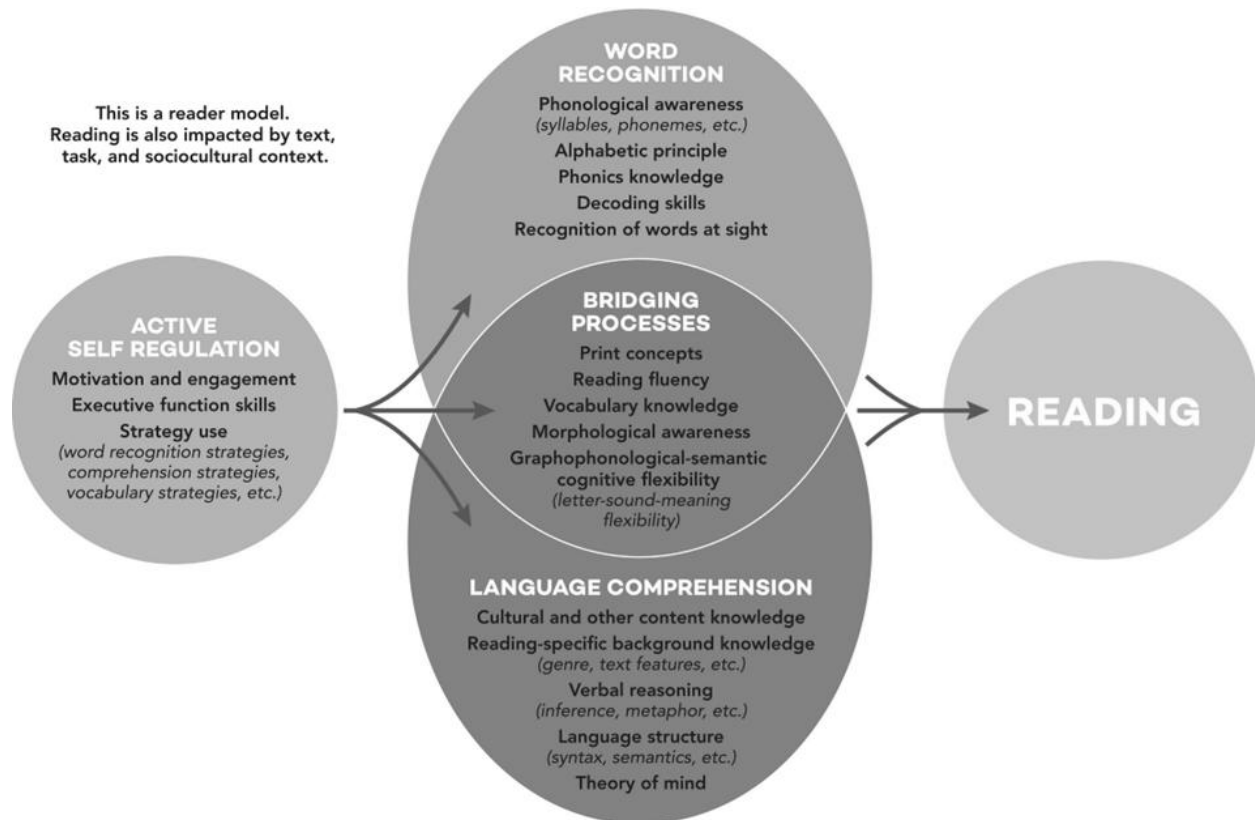 This is a reader model.
Reading is also impacted by text,
task, and sociocultural context.
ACTIVE
SELF REGULATION
Motivation and engagement
Executive function skills
Strategy use
(word recognition strategies,
comprehension strategies,
vocabulary strategies, etc.)
WORD
RECOGNITION
Phonological awareness
(syllables, phonemes, etc.)
Alphabetic principle
Phonics knowledge
Decoding skills
Recognition of words at sight
BRIDGING
PROCESSES
Print concepts
Reading fluency
Vocabulary knowledge
Morphological awareness
Graphophonological-semantic
cognitive flexibility
(letter-sound-meaning
flexibility)
LANGUAGE COMPREHENSION
Cultural and other content knowledge
Reading-specific background knowledge
(genre, text features, etc.)
Verbal reasoning
(inference, metaphor, etc.)
Language structure
(syntax, semantics, etc.)
Theory of mind
READING